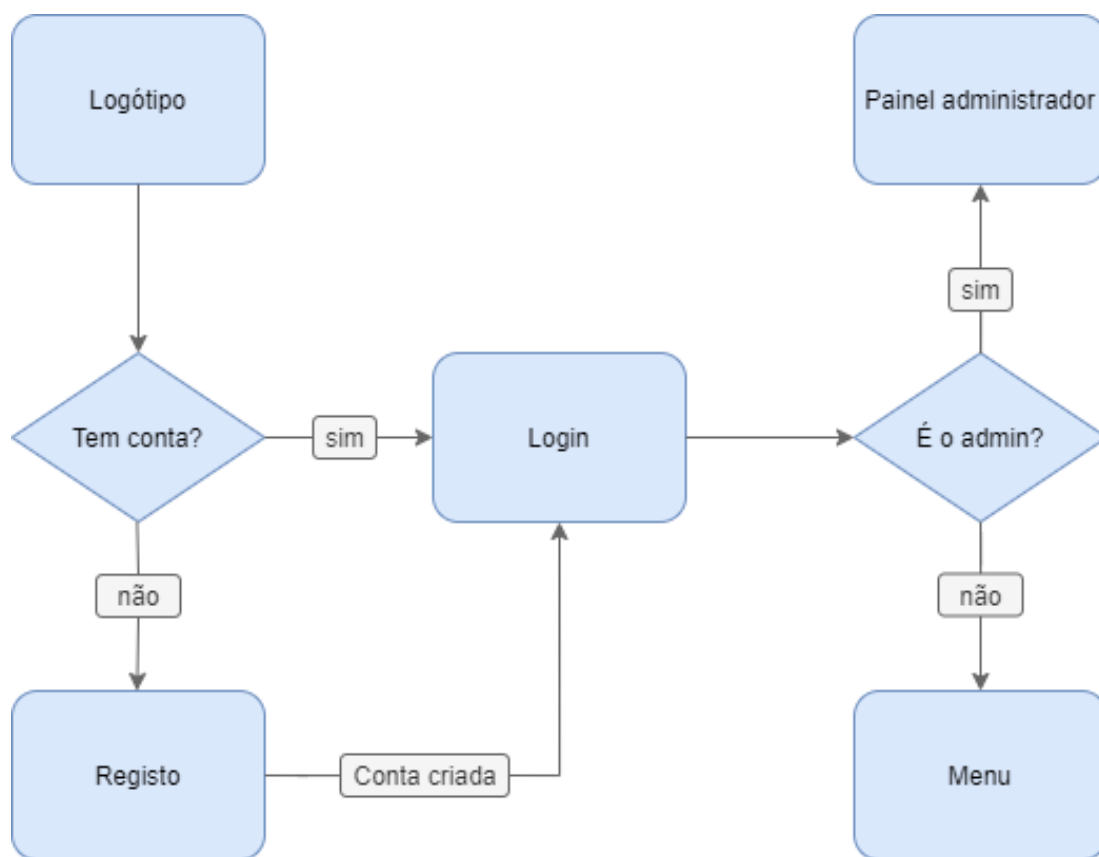 Logótipo
Painel administrador
sim
Tem conta?
sim
Login
É o admin?
não
não
Registo
Conta criada
Menu